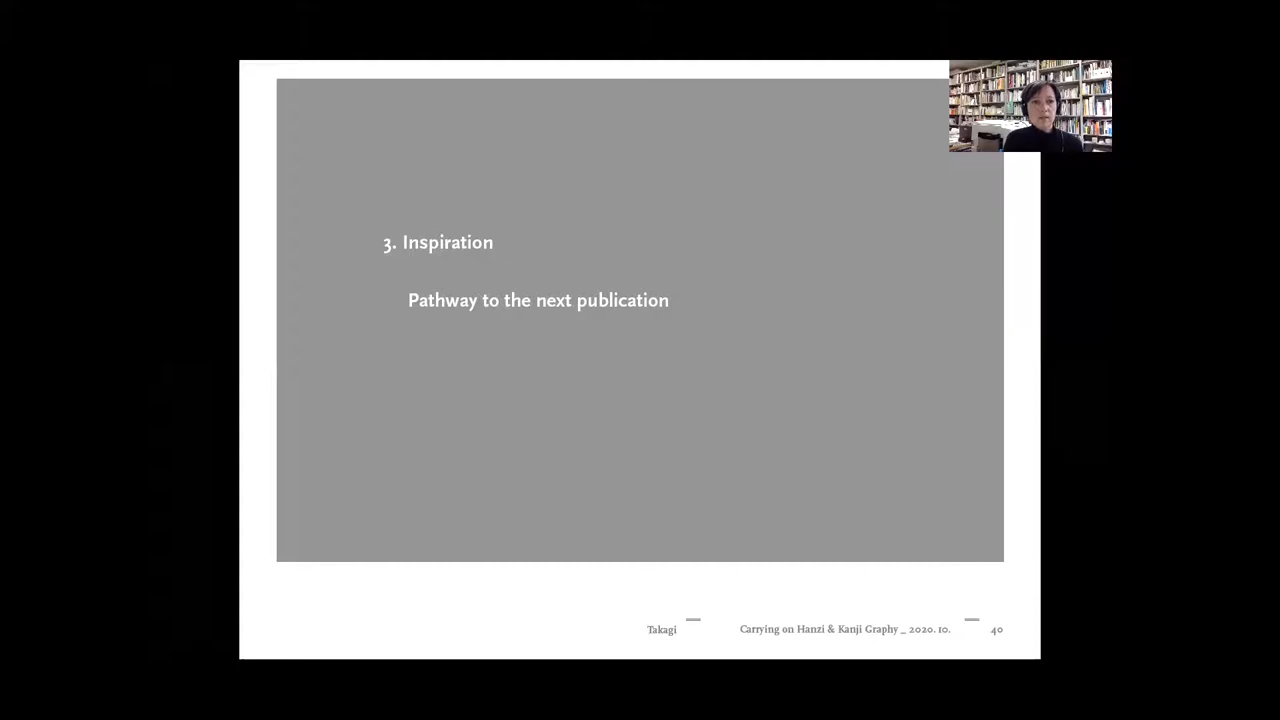 3. Inspiration
Pathway to the next publication
Takagi — Carrying on Hanzi & Kanji Graphy _ 2020. 10. — 40